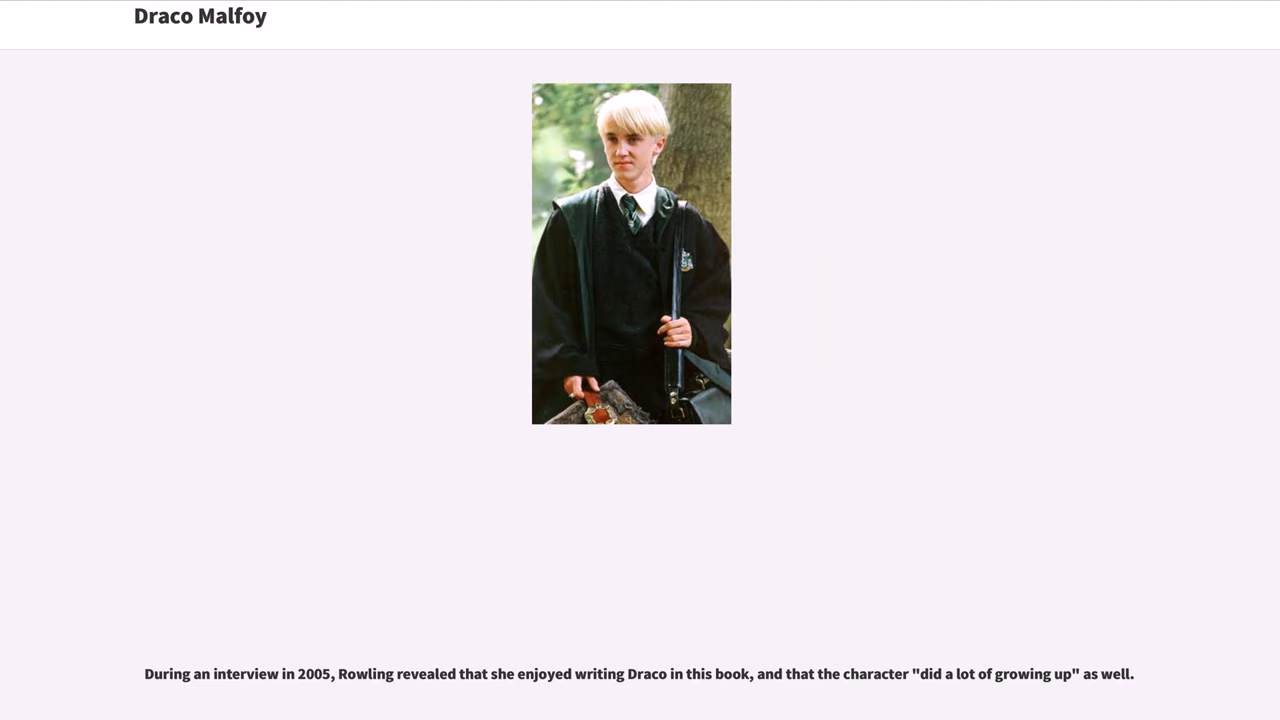 Draco Malfoy
During an interview in 2005, Rowling revealed that she enjoyed writing Draco in this book, and that the character "did a lot of growing up" as well.